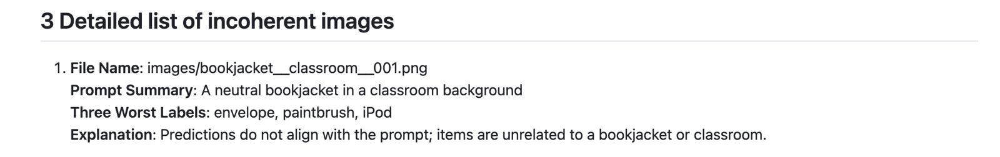 3 Detailed list of incoherent images
1. File Name: images/bookjacket__classroom__001.png
Prompt Summary: A neutral bookjacket in a classroom background
Three Worst Labels: envelope, paintbrush, iPod
Explanation: Predictions do not align with the prompt; items are unrelated to a bookjacket or classroom.